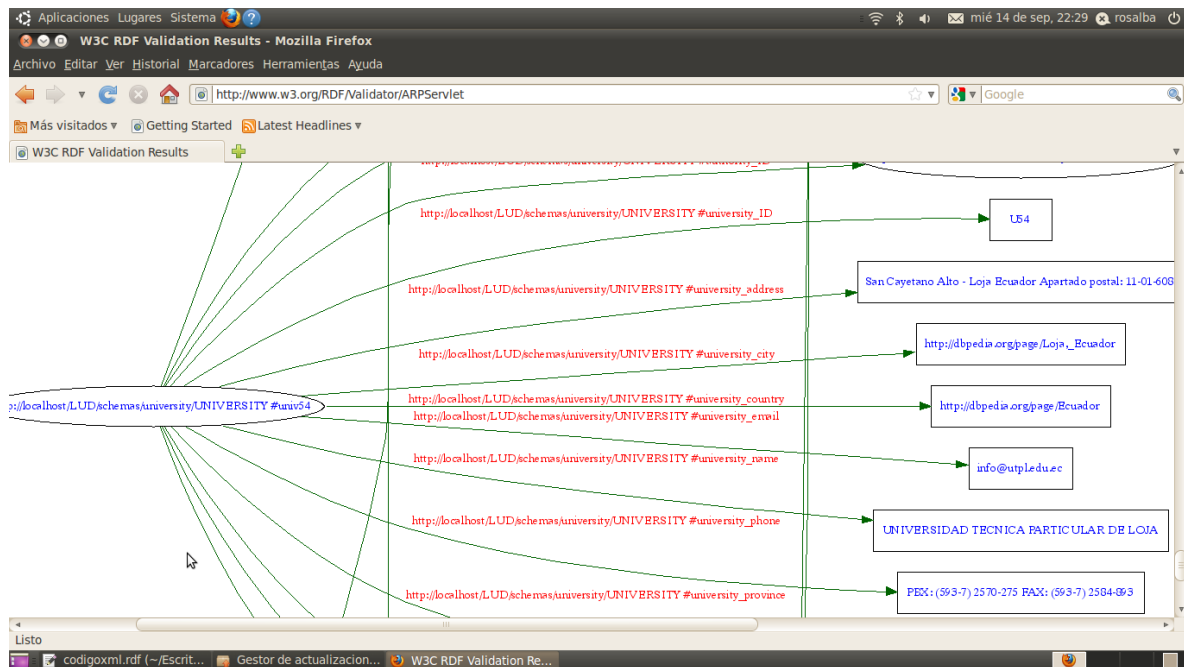 Aplicaciones Lugares Sistema
mié 14 de sep, 22:29 rosalba
W3C RDF Validation Results - Mozilla Firefox
Archivo Editar Ver Historial Marcadores Herramientas Ayuda
http://www.w3.org/RDF/Validator/ARPServlet
Google
Más visitados Getting Started Latest Headlines
W3C RDF Validation Results
http://localhost/LUD/schemas/university/UNIVERSITY #university_ID
U54
San Cayetano Alto - Loja Ecuador Apartado postal: 11-01-608
http://localhost/LUD/schemas/university/UNIVERSITY #university_address
http://dbpedia.org/page/Loja,_Ecuador
http://localhost/LUD/schemas/university/UNIVERSITY #university_city
p://localhost/LUD/schemas/university/UNIVERSITY #univ54
http://localhost/LUD/schemas/university/UNIVERSITY #university_country
http://dbpedia.org/page/Ecuador
http://localhost/LUD/schemas/university/UNIVERSITY #university_email
http://localhost/LUD/schemas/university/UNIVERSITY #university_name
info@utpl.edu.ec
http://localhost/LUD/schemas/university/UNIVERSITY #university_phone
UNIVERSIDAD TECNICA PARTICULAR DE LOJA
http://localhost/LUD/schemas/university/UNIVERSITY #university_province
PBX: (593-7) 2570-275 FAX: (593-7) 2584-893
Listo
codigoxml.rdf (~/Escrit... Gestor de actualizacion... W3C RDF Validation Re...